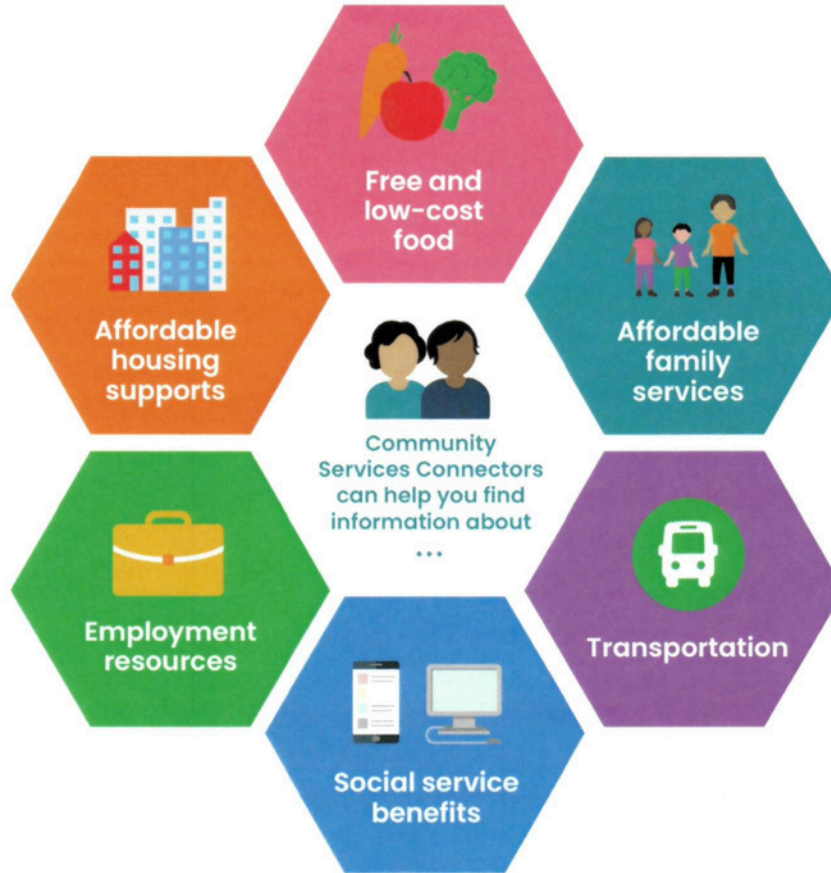 Free and
low-cost
food
Affordable
family
services
Transportation
Social service
benefits
Employment
resources
Affordable
housing
supports
Community
Services Connectors
can help you find
information about
...